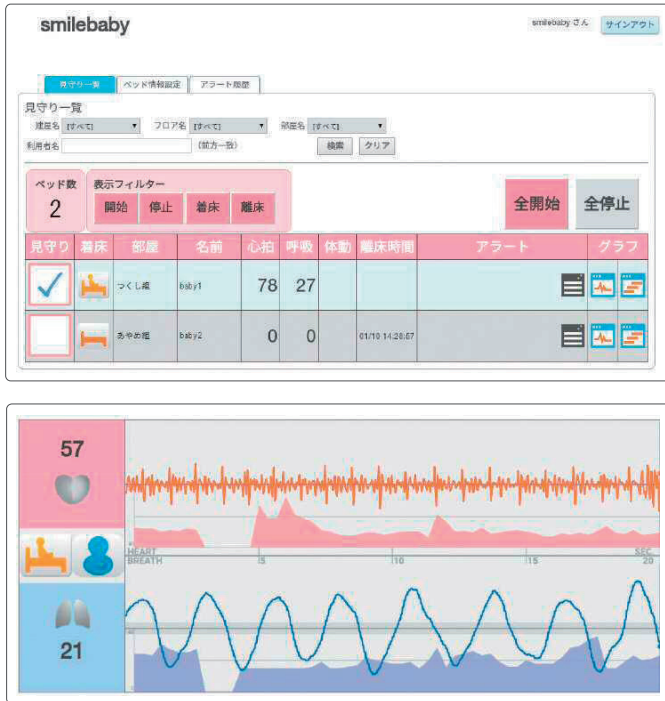 smilebaby
smilebaby さん サインアウト
見守り一覧 ベッド情報設定 アラート履歴
見守り一覧
建屋名 [すべて] フロア名 [すべて] 部屋名 [すべて]
利用者名 (前方一致) 検索 クリア
ベッド数 表示フィルター
2 開始 停止 着床 離床 全開始 全停止
見守り 着床 部屋 名前 心拍 呼吸 体動 離床時間 アラート グラフ
つくし組 baby1 78 27
あやめ組 baby2 0 0 01/10 14:28:57
57
HEART SEC.
BREATH 5 10 15 20
21